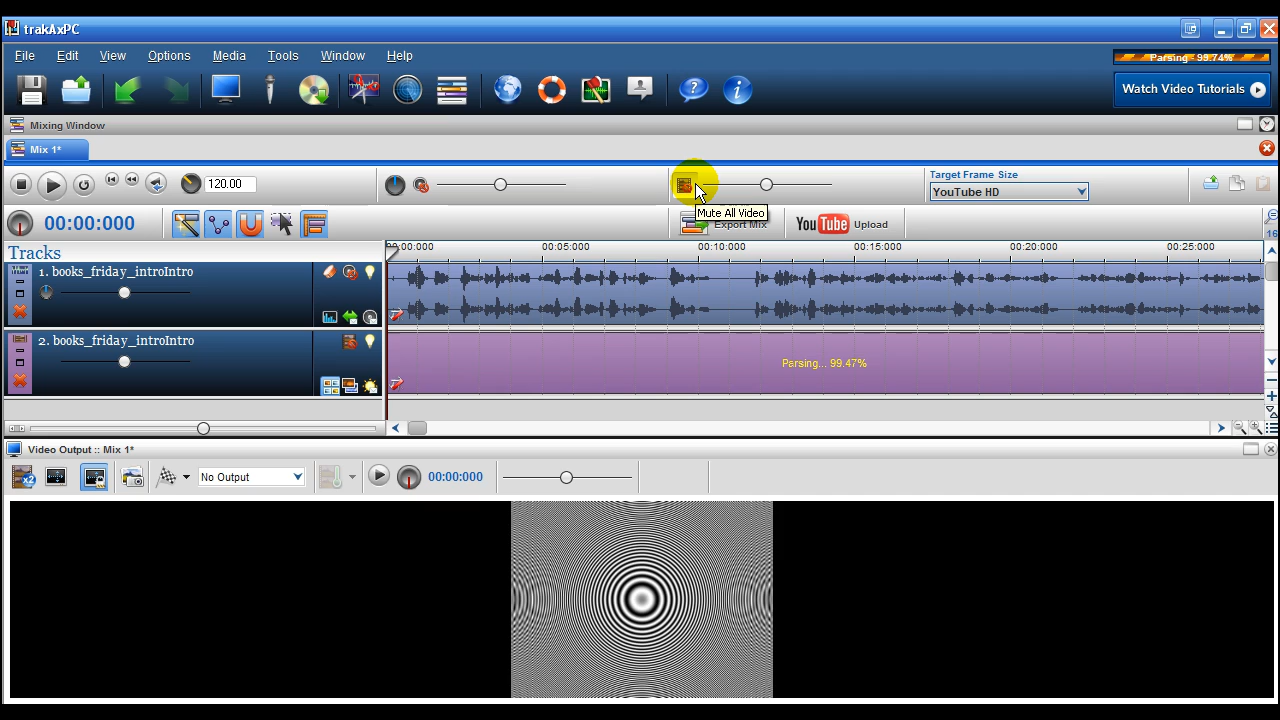 trakAxPC
File Edit View Options Media Tools Window Help
Parsing - 99.74%
Watch Video Tutorials
Mixing Window
Mix 1*
120.00
Target Frame Size
YouTube HD
Mute All Video
00:00:000
Export Mix
YouTube Upload
16
Tracks
00:00:000 00:05:000 00:10:000 00:15:000 00:20:000 00:25:000
1. books_friday_introIntro
2. books_friday_introIntro
Parsing... 99.47%
Video Output :: Mix 1*
x2
No Output
00:00:000